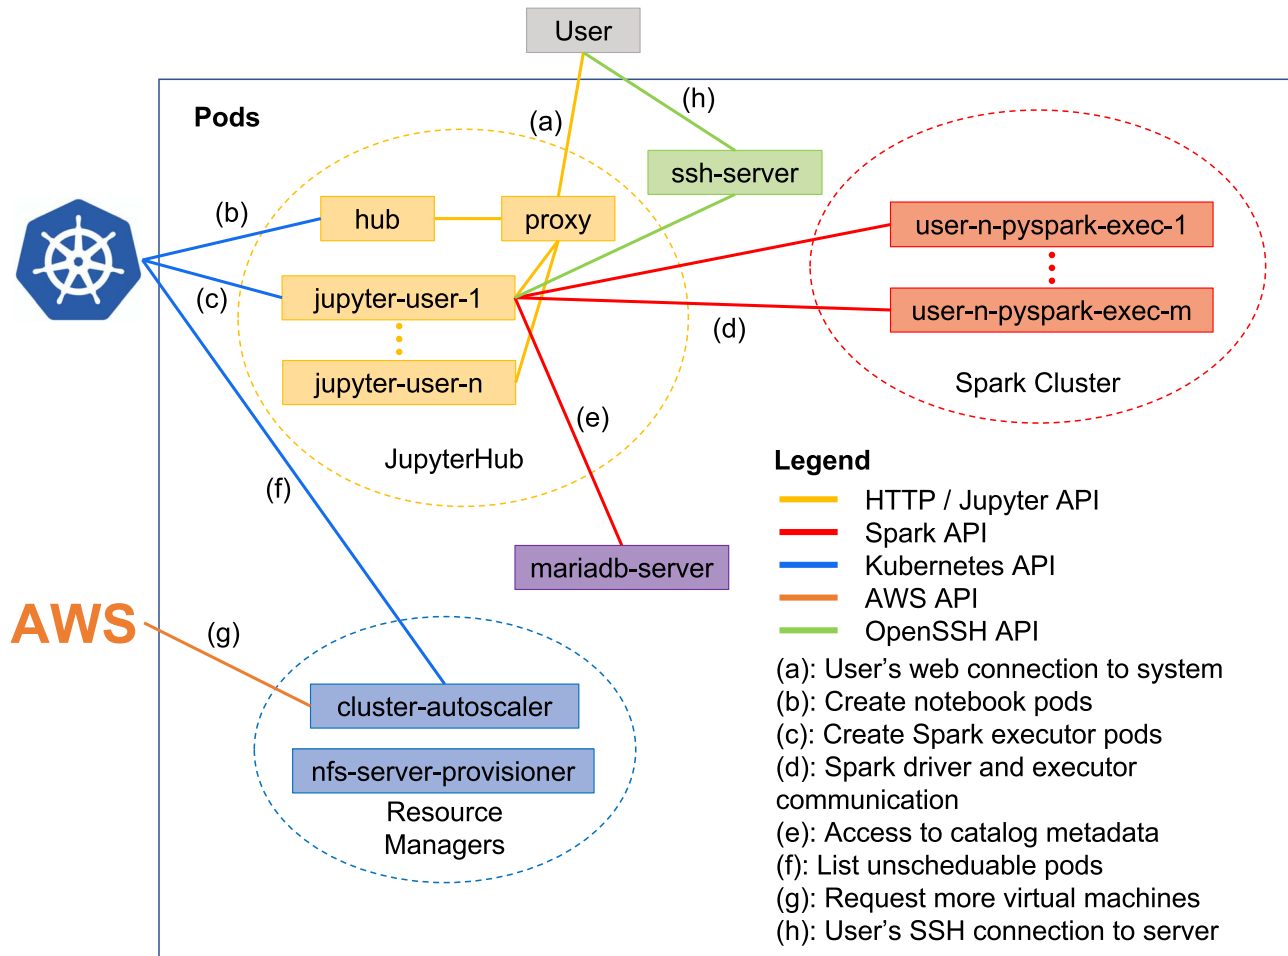 User
(h)
Pods
(a)
ssh-server
(b)
hub
proxy
user-n-pyspark-exec-1
(c)
jupyter-user-1
user-n-pyspark-exec-m
(d)
jupyter-user-n
Spark Cluster
(e)
JupyterHub
(f)
mariadb-server
AWS
(g)
cluster-autoscaler
nfs-server-provisioner
Resource
Managers
Legend
HTTP / Jupyter API
Spark API
Kubernetes API
AWS API
OpenSSH API
(a): User's web connection to system
(b): Create notebook pods
(c): Create Spark executor pods
(d): Spark driver and executor
communication
(e): Access to catalog metadata
(f): List unscheduable pods
(g): Request more virtual machines
(h): User's SSH connection to server